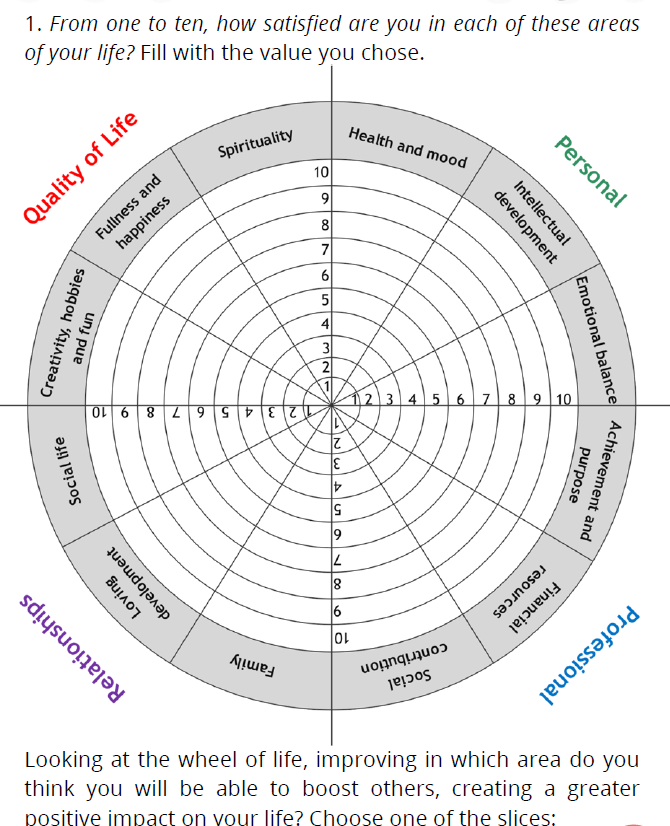 1. From one to ten, how satisfied are you in each of these areas
of your life? Fill with the value you chose.
Quality of Life
Personal
Spirituality
Health and mood
Fullness and
happiness
Intellectual
development
Creativity, hobbies
and fun
Emotional balance
10
9
8
7
6
5
4
3
2
1
1 2 3 4 5 6 7 8 9 10
10 9 8 7 6 5 4 3 2 1
1
2
3
4
5
6
7
8
9
10
Social life
Achievement and
purpose
Loving
development
Financial
resources
Family
Social
contribution
Relationships
Professional
Looking at the wheel of life, improving in which area do you
think you will be able to boost others, creating a greater
positive impact on your life? Choose one of the slices: